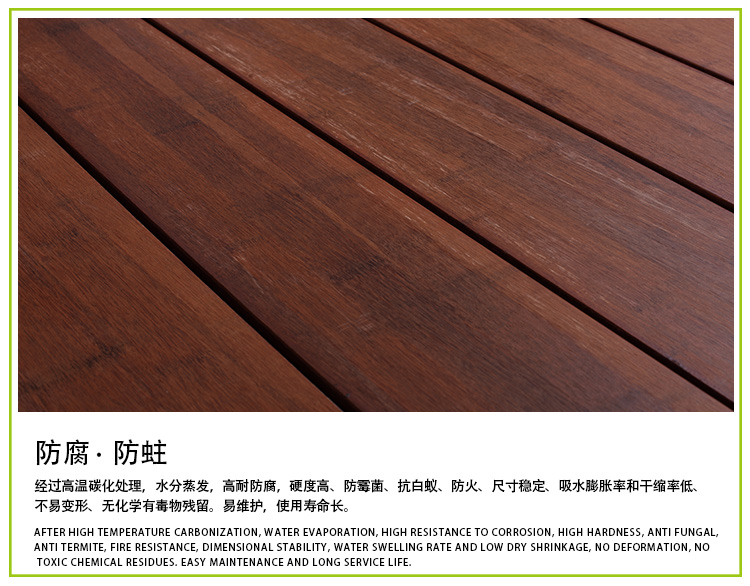 防腐·防蛀
经过高温碳化处理，水分蒸发，高耐防腐，硬度高、防霉菌、抗白蚁、防火、尺寸稳定、吸水膨胀率和干缩率低、
不易变形、无化学有毒物残留。易维护，使用寿命长。
AFTER HIGH TEMPERATURE CARBONIZATION, WATER EVAPORATION, HIGH RESISTANCE TO CORROSION, HIGH HARDNESS, ANTI FUNGAL,
ANTI TERMITE, FIRE RESISTANCE, DIMENSIONAL STABILITY, WATER SWELLING RATE AND LOW DRY SHRINKAGE, NO DEFORMATION, NO
TOXIC CHEMICAL RESIDUES. EASY MAINTENANCE AND LONG SERVICE LIFE.